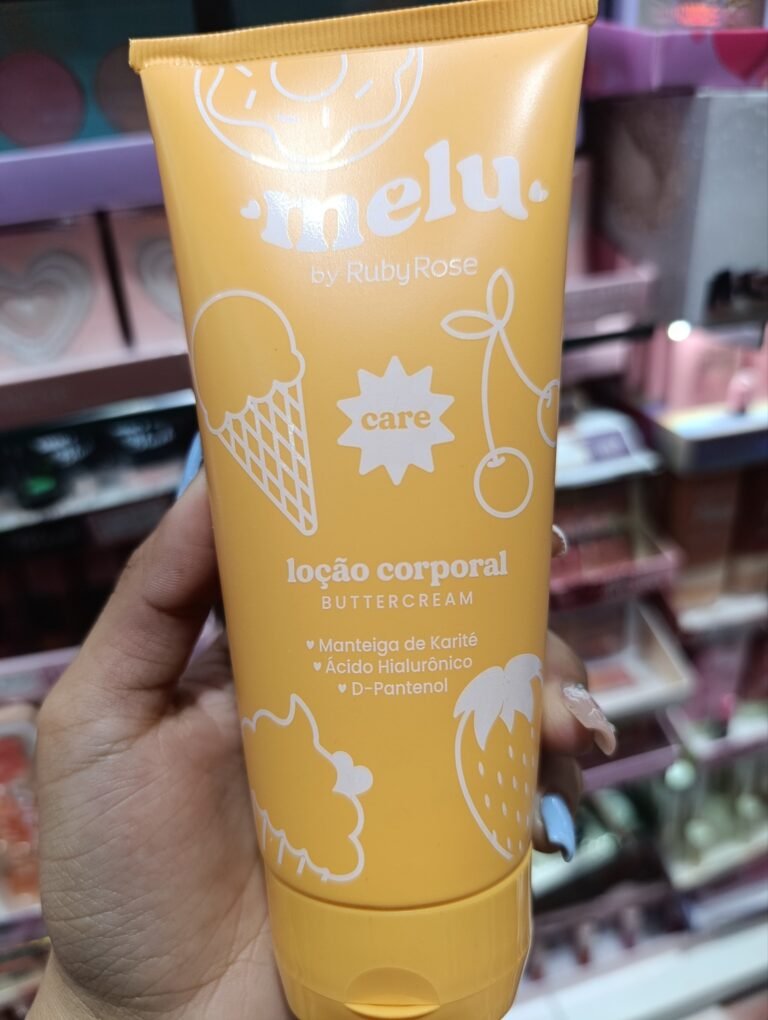 melu
by RubyRose
care
loção corporal
BUTTERCREAM
Manteiga de Karité
Ácido Hialurônico
D-Pantenol